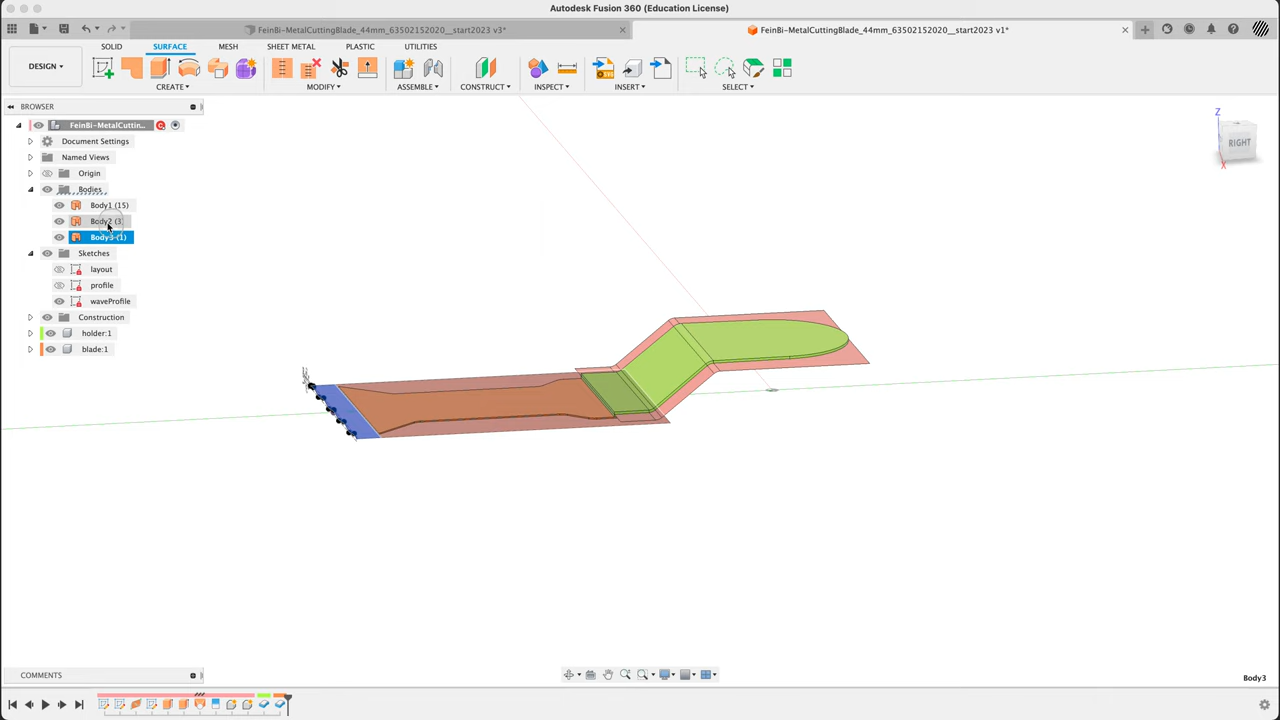 Autodesk Fusion 360 (Education License)
FeinBi-MetalCuttingBlade_44mm_63502152020__start2023 v3*
FeinBi-MetalCuttingBlade_44mm_63502152020__start2023 v1*
DESIGN
SOLID SURFACE MESH SHEET METAL PLASTIC UTILITIES
CREATE MODIFY ASSEMBLE CONSTRUCT INSPECT INSERT SELECT
BROWSER
FeinBi-MetalCuttin...
Document Settings
Named Views
Origin
Bodies
Body1 (15)
Body2 (3)
Body3 (1)
Sketches
layout
profile
waveProfile
Construction
holder:1
blade:1
Z
RIGHT
X
COMMENTS
Body3